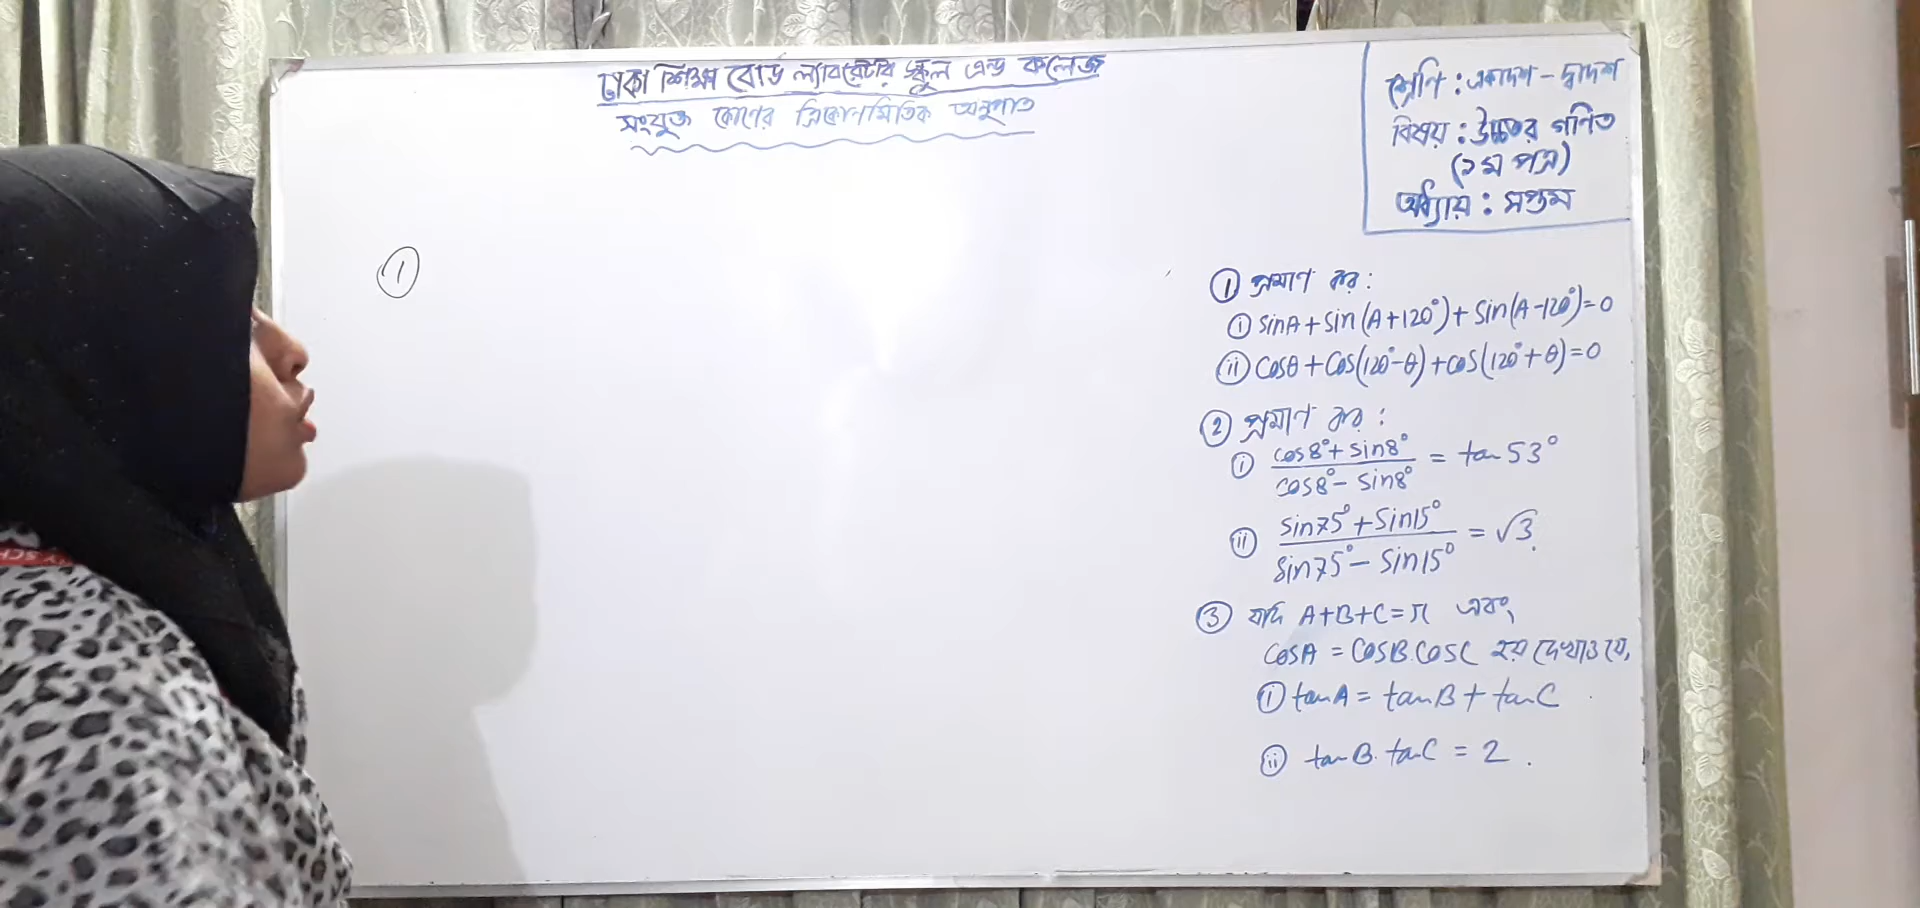 ঢাকা শিক্ষা বোর্ড ল্যাবরেটরি স্কুল এন্ড কলেজ
সংযুক্ত কোণের ত্রিকোণমিতিক অনুপাত
শ্রেণি : একাদশ - দ্বাদশ
বিষয় : উচ্চতর গণিত
(১ম পত্র)
অধ্যায় : সপ্তম
①
① প্রমাণ কর :
ⓘ sinA + sin(A+120°) + sin(A-120°) = 0
ⓘⓘ cosθ + cos(120°-θ) + cos(120°+θ) = 0
② প্রমাণ কর :
ⓘ (cos8° + sin8°)/(cos8° - sin8°) = tan 53°
ⓘⓘ (sin75° + sin15°)/(sin75° - sin15°) = √3.
③ যদি A+B+C = π এবং,
cosA = cosB.cosC হয় দেখাও যে,
ⓘ tanA = tanB + tanC
ⓘⓘ tanB. tanC = 2.